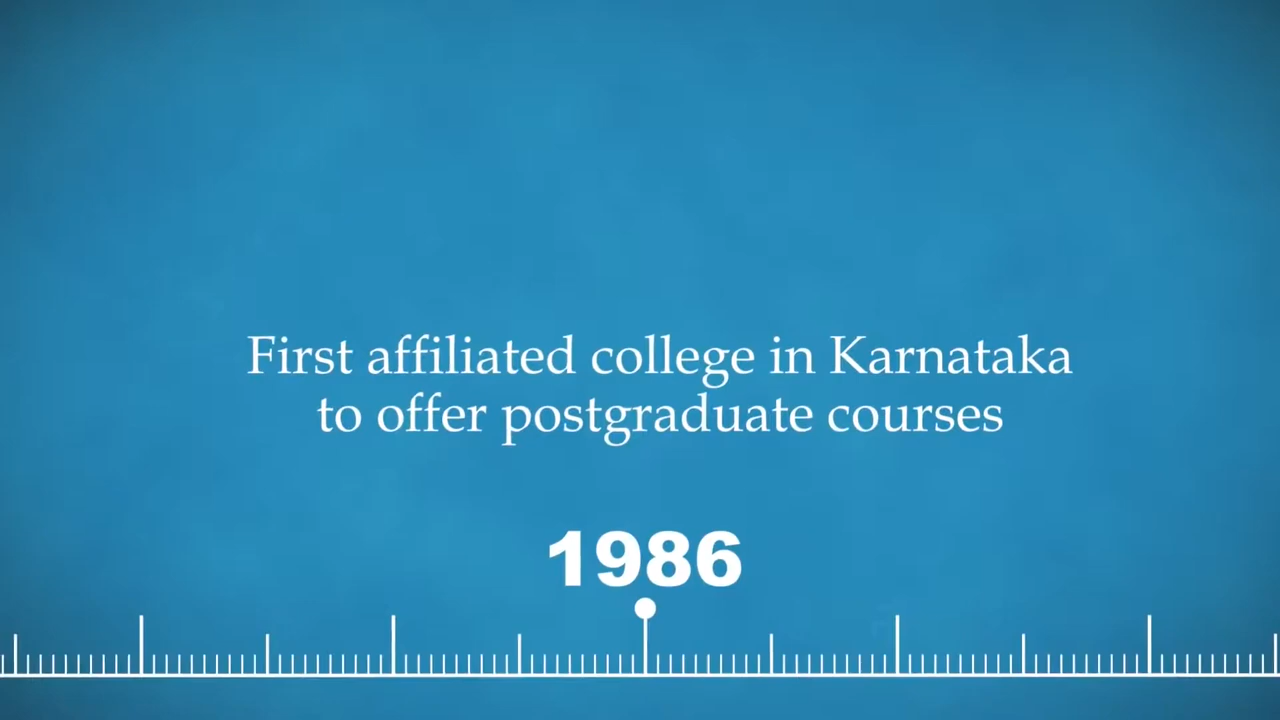 First affiliated college in Karnataka
to offer postgraduate courses
1986